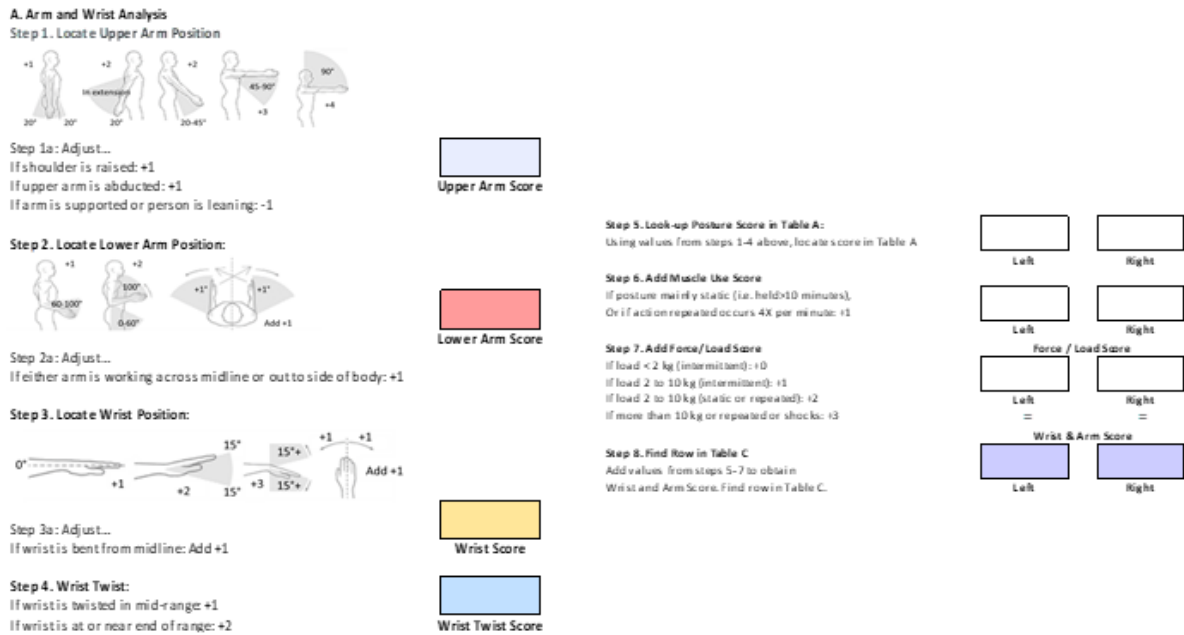 A. Arm and Wrist Analysis
Step 1. Locate Upper Arm Position
+1
+2
+2
90°
In extension
45-90°
+4
+3
20°
20°
20°
20-45°
Step 1a: Adjust...
If shoulder is raised: +1
If upper arm is abducted: +1
If arm is supported or person is leaning: -1
Upper Arm Score
Step 2. Locate Lower Arm Position:
+1
+2
100°
+1°
+1°
60-100°
0-60°
Add +1
Lower Arm Score
Step 2a: Adjust...
If either arm is working across midline or out to side of body: +1
Step 3. Locate Wrist Position:
0°
+1
15°
+2
15°
15°+
+3
15°+
+1
+1
Add +1
Step 3a: Adjust...
If wrist is bent from midline: Add +1
Wrist Score
Step 4. Wrist Twist:
If wrist is twisted in mid-range: +1
If wrist is at or near end of range: +2
Wrist Twist Score
Step 5. Look-up Posture Score in Table A:
Using values from steps 1-4 above, locate score in Table A
Left
Right
Step 6. Add Muscle Use Score
If posture mainly static (i.e. held>10 minutes),
Or if action repeated occurs 4X per minute: +1
Left
Right
Step 7. Add Force/Load Score
If load < 2 kg (intermittent): +0
If load 2 to 10 kg (intermittent): +1
If load 2 to 10 kg (static or repeated): +2
If more than 10 kg or repeated or shocks: +3
Force / Load Score
Left
Right
=
=
Step 8. Find Row in Table C
Add values from steps 5-7 to obtain
Wrist and Arm Score. Find row in Table C.
Wrist & Arm Score
Left
Right